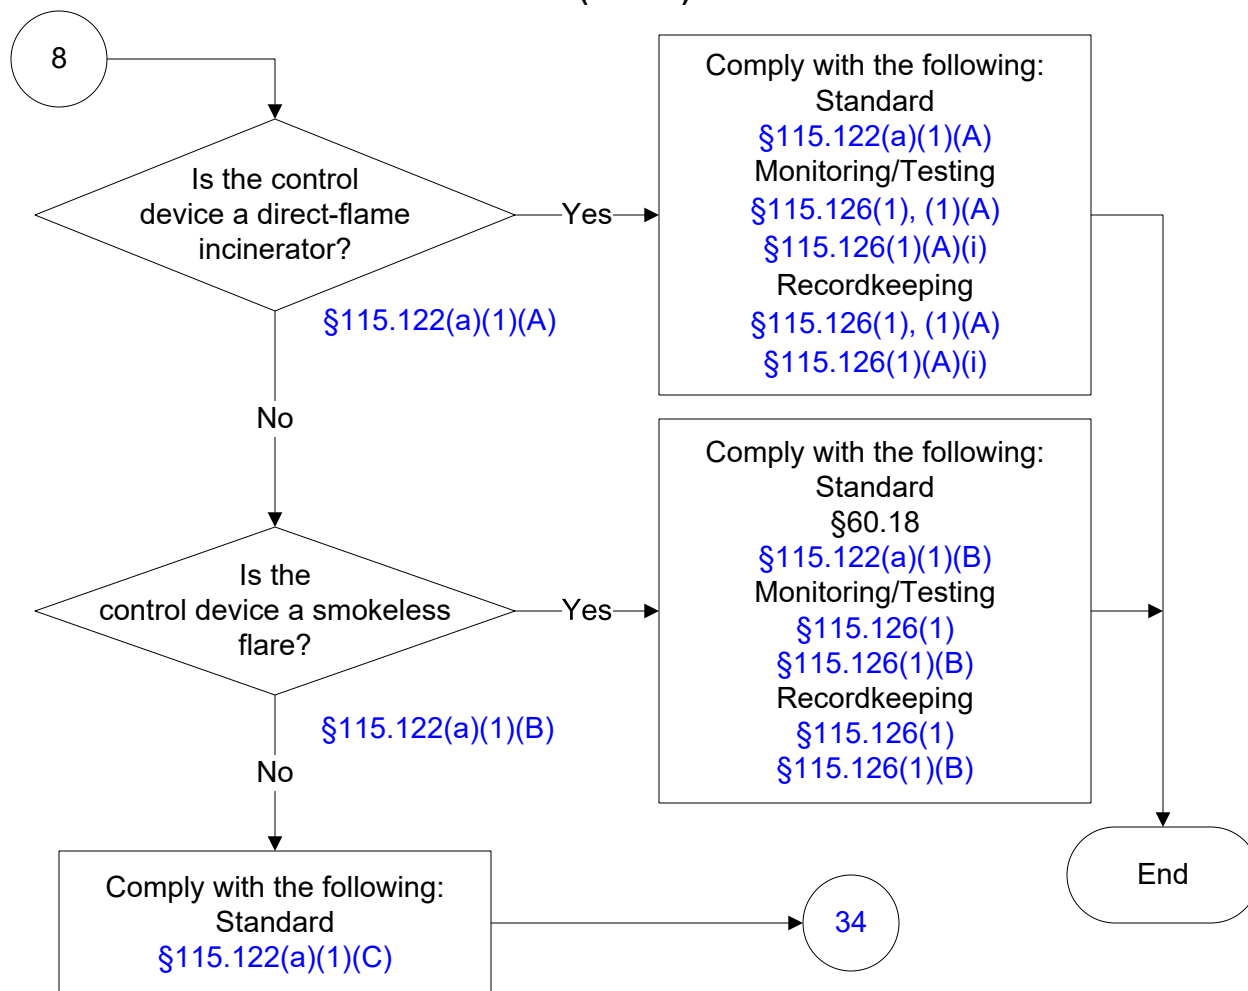 8
Is the control
device a direct-flame
incinerator?
Yes
§115.122(a)(1)(A)
No
Comply with the following:
Standard
§115.122(a)(1)(A)
Monitoring/Testing
§115.126(1), (1)(A)
§115.126(1)(A)(i)
Recordkeeping
§115.126(1), (1)(A)
§115.126(1)(A)(i)
Is the
control device a smokeless
flare?
Yes
§115.122(a)(1)(B)
No
Comply with the following:
Standard
§60.18
§115.122(a)(1)(B)
Monitoring/Testing
§115.126(1)
§115.126(1)(B)
Recordkeeping
§115.126(1)
§115.126(1)(B)
Comply with the following:
Standard
§115.122(a)(1)(C)
34
End